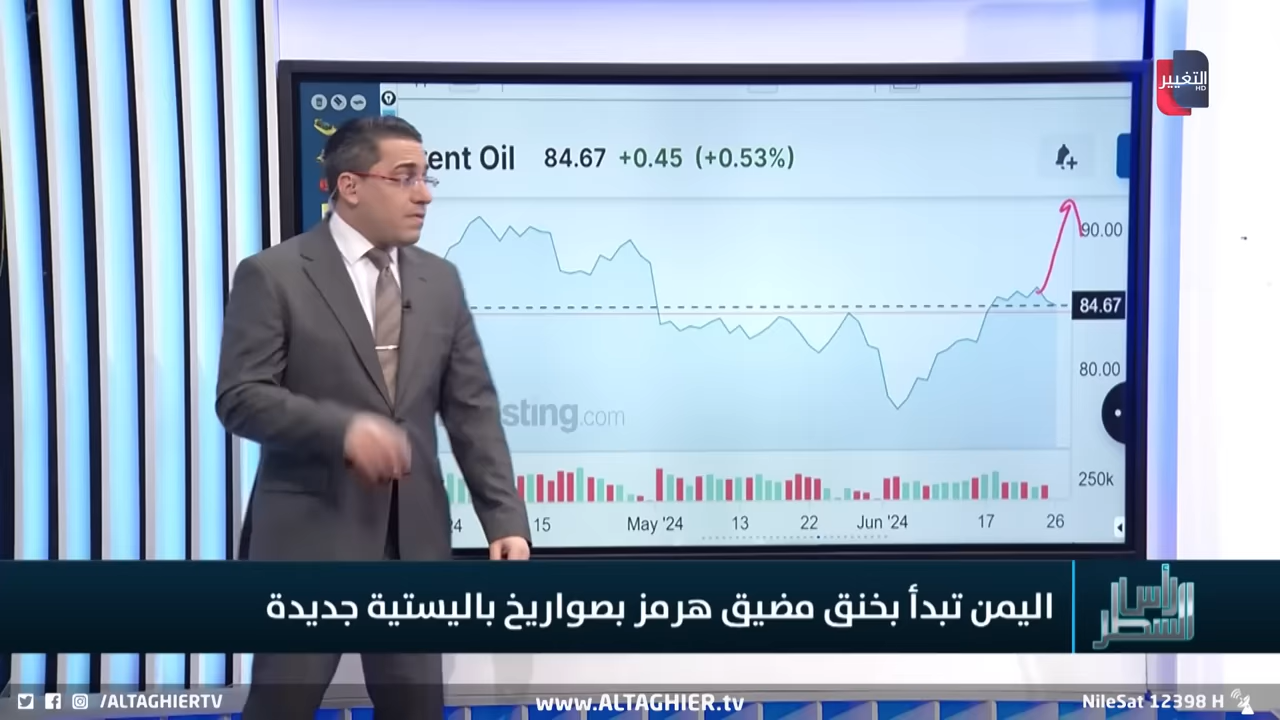 التغيير
HD
ent Oil 84.67 +0.45 (+0.53%)
90.00
84.67
80.00
sting.com
250k
24 15 May '24 13 22 Jun '24 17 26
اليمن تبدأ بخنق مضيق هرمز بصواريخ باليستية جديدة
رأس السطر
/ALTAGHIERTV
www.ALTAGHIER.tv
NileSat 12398 H